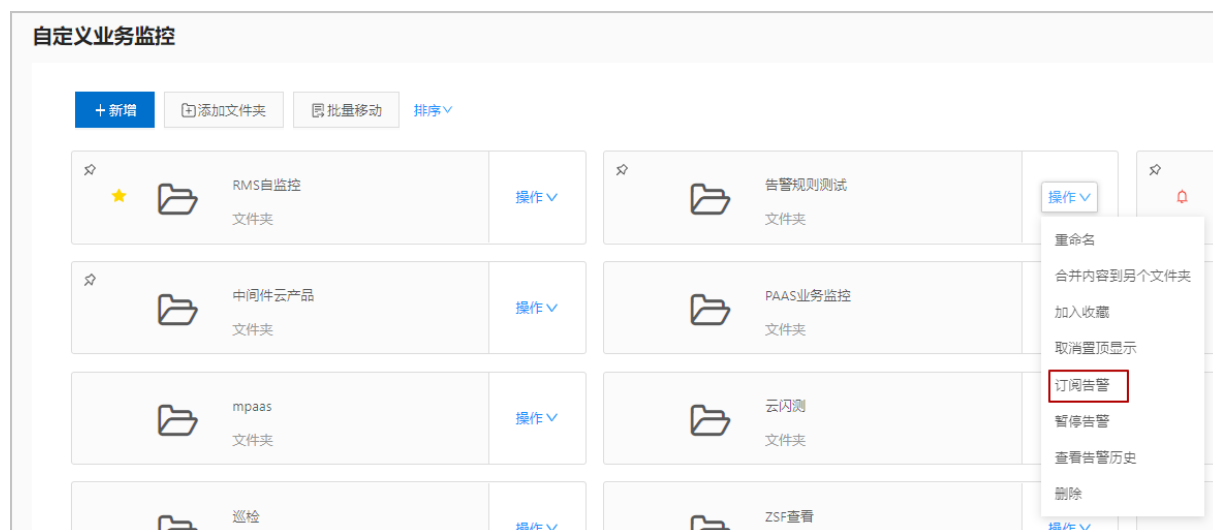 自定义业务监控
+ 新增 添加文件夹 批量移动 排序
RMS自监控
文件夹
操作
告警规则测试
文件夹
操作
重命名
合并内容到另个文件夹
加入收藏
取消置顶显示
订阅告警
暂停告警
查看告警历史
删除
中间件云产品
文件夹
操作
PAAS业务监控
文件夹
mpaas
文件夹
操作
云闪测
文件夹
巡检
操作
ZSF查看
操作